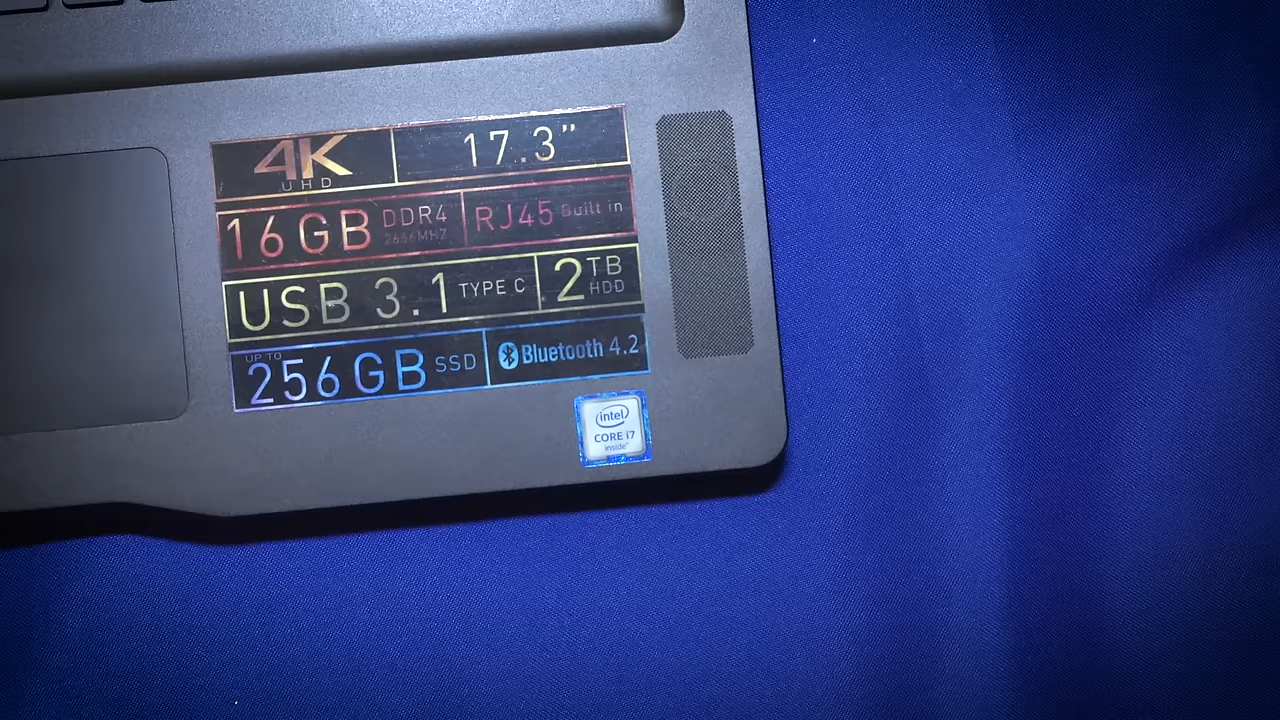 4K 17.3”
UHD
16GB DDR4 2666MHZ RJ45 Built in
USB 3.1 TYPE C 2TB HDD
UP TO 256GB SSD Bluetooth 4.2
intel
CORE i7
inside™